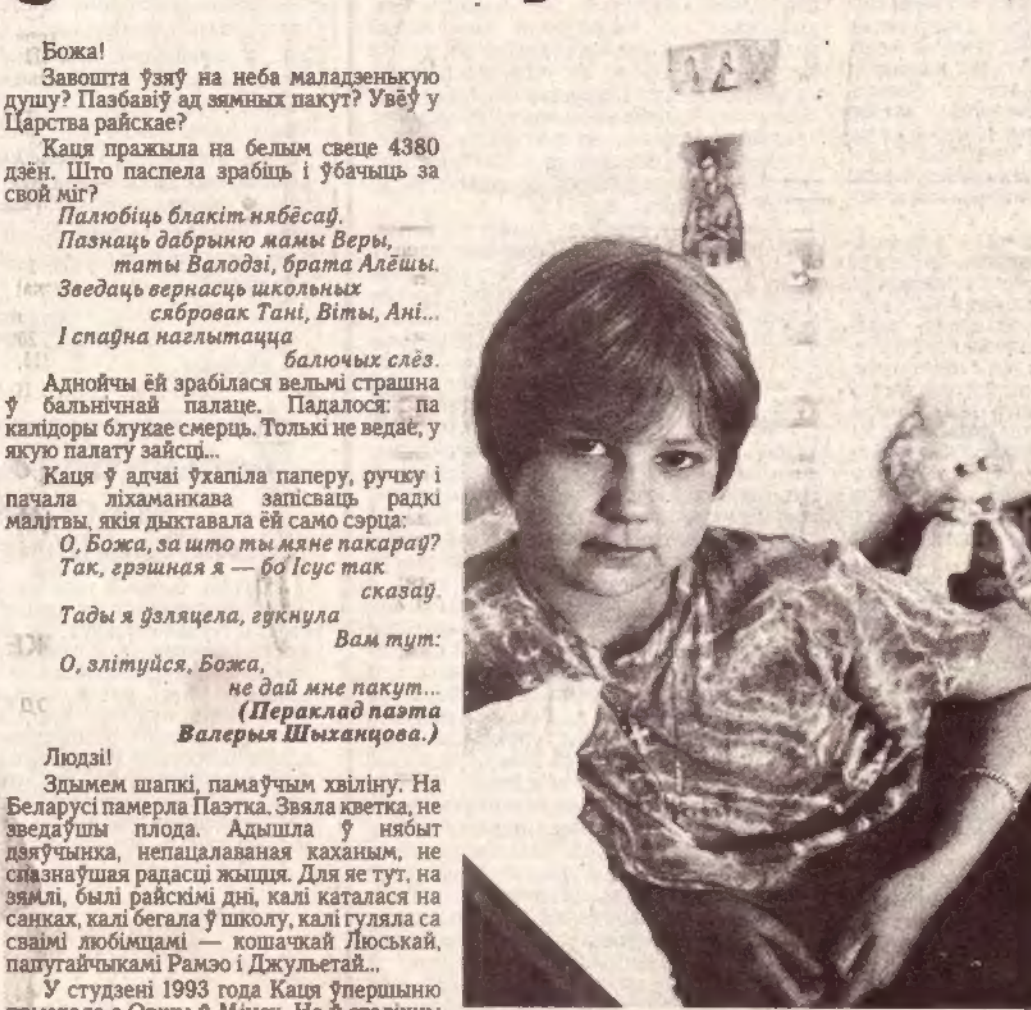 Божа!
Завошта ўзяў на неба маладзенькую
душу? Пазбавіў ад зямных пакут? Увёў у
Царства райскае?
Каця пражыла на белым свеце 4380
дзён. Што паспела зрабіць і ўбачыць за
свой міг?
Палюбіць блакіт нябёсаў.
Пазнаць дабрыню мамы Веры,
таты Валодзі, брата Алёшы.
Зведаць вернасць школьных
сябровак Тані, Віты, Ані...
І спаўна наглытацца
балючых слёз.
Аднойчы ёй зрабілася вельмі страшна
ў бальнічнай палаце. Падалося: па
калідоры блукае смерць. Толькі не ведае, у
якую палату зайсці...
Каця ў адчаі ўхапіла паперу, ручку і
пачала ліхаманкава запісваць радкі
малітвы, якія дыктавала ёй само сэрца:
О, Божа, за што ты мяне пакараў?
Так, грэшная я — бо Ісус так
сказаў.
Тады я ўзляцела, гукнула
Вам тут:
О, злітуйся, Божа,
не дай мне пакут...
(Пераклад паэта
Валерыя Шыханцова.)
Людзі!
Здымем шапкі, памаўчым хвіліну. На
Беларусі памерла Паэтка. Звяла кветка, не
зведаўшы плода. Адышла ў нябыт
дзяўчынка, непацалаваная каханым, не
спазнаўшая радасці жыцця. Для яе тут, на
зямлі, былі райскімі дні, калі каталася на
санках, калі бегала ў школу, калі гуляла са
сваімі любімцамі — кошачкай Люськай,
папугайчыкамі Рамэо і Джульетай...
У студзені 1993 года Каця ўпершыню